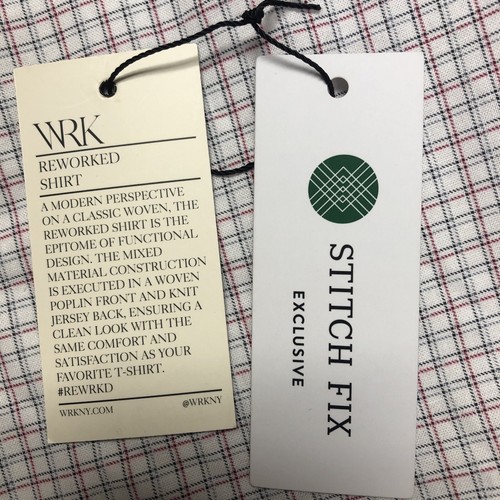 WRK
REWORKED
SHIRT
A MODERN PERSPECTIVE
ON A CLASSIC WOVEN, THE
REWORKED SHIRT IS THE
EPITOME OF FUNCTIONAL
DESIGN. THE MIXED
MATERIAL CONSTRUCTION
IS EXECUTED IN A WOVEN
POPLIN FRONT AND KNIT
JERSEY BACK, ENSURING A
CLEAN LOOK WITH THE
SAME COMFORT AND
SATISFACTION AS YOUR
FAVORITE T-SHIRT.
#REWRKD
WRKNY.COM @WRKNY
STITCH FIX
EXCLUSIVE